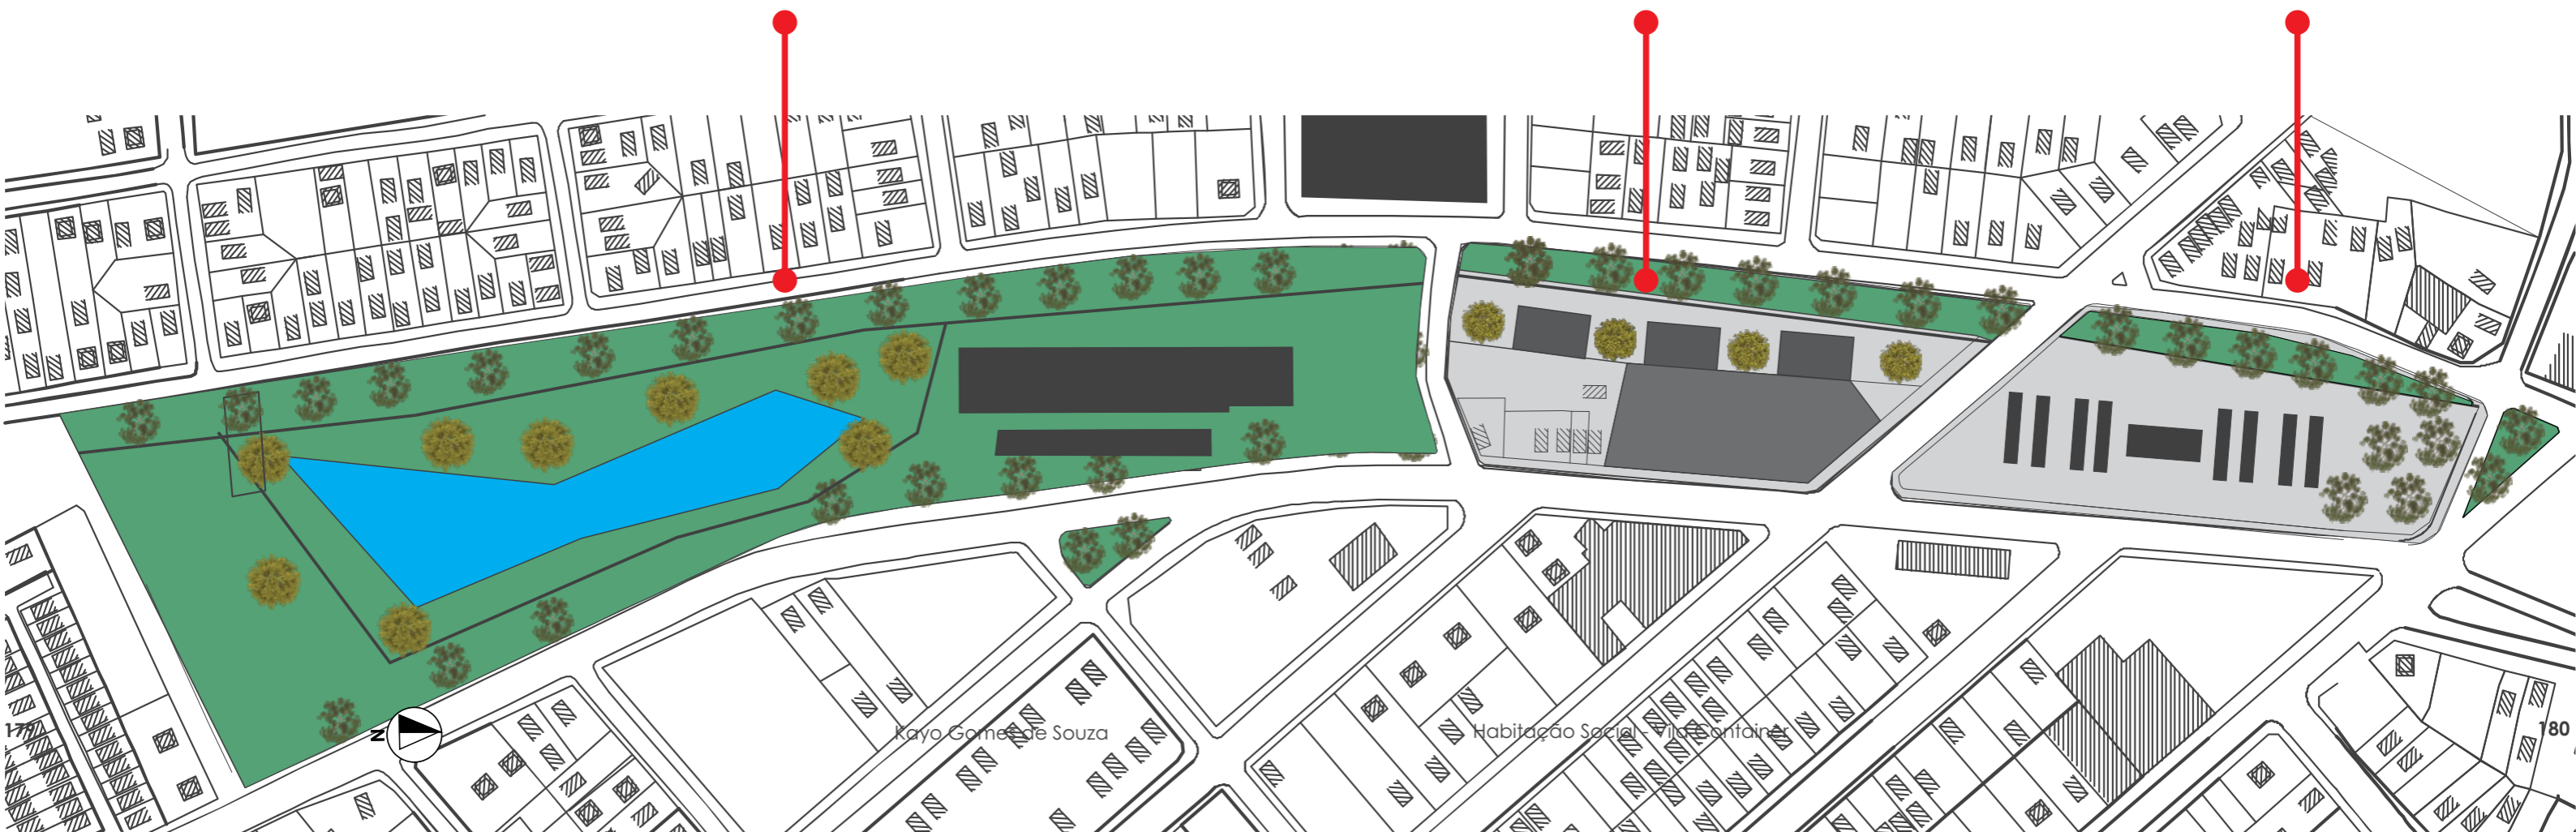 179
N
Kayo Gomes de Souza
Habitação Social - Vila Container
180